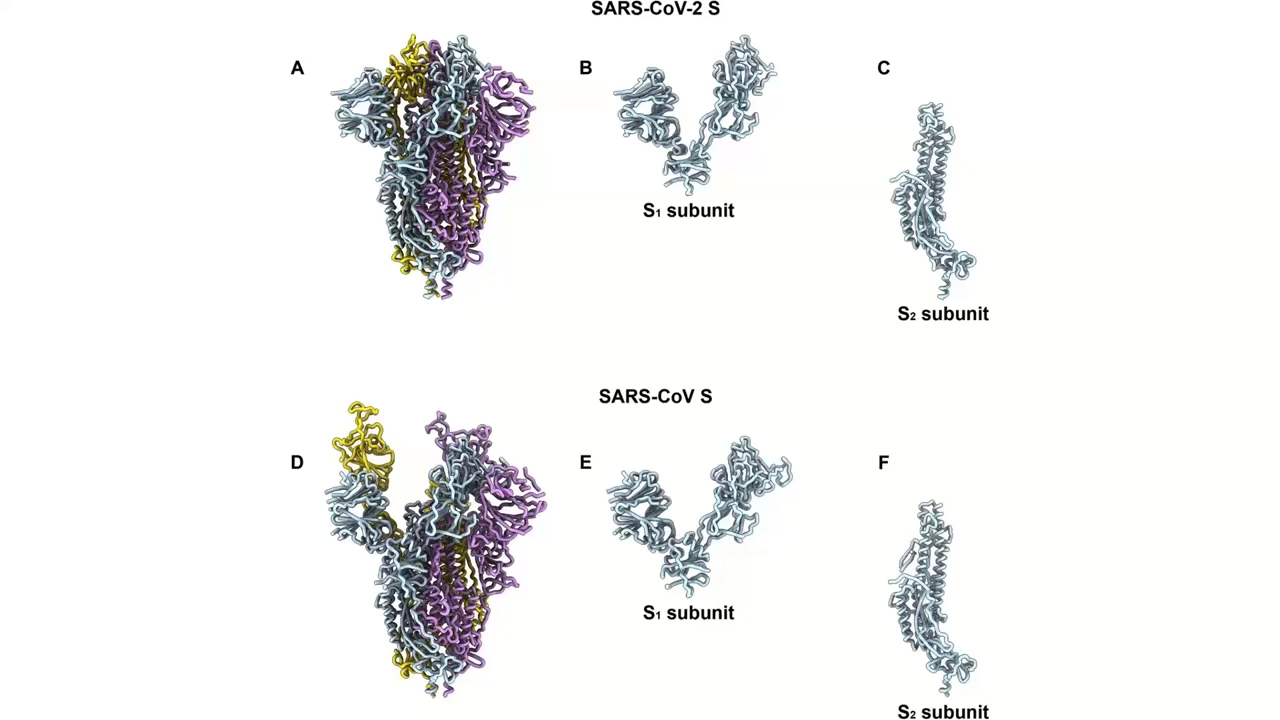 SARS-CoV-2 S
A
B
C
S₁ subunit
S₂ subunit
SARS-CoV S
D
E
F
S₁ subunit
S₂ subunit